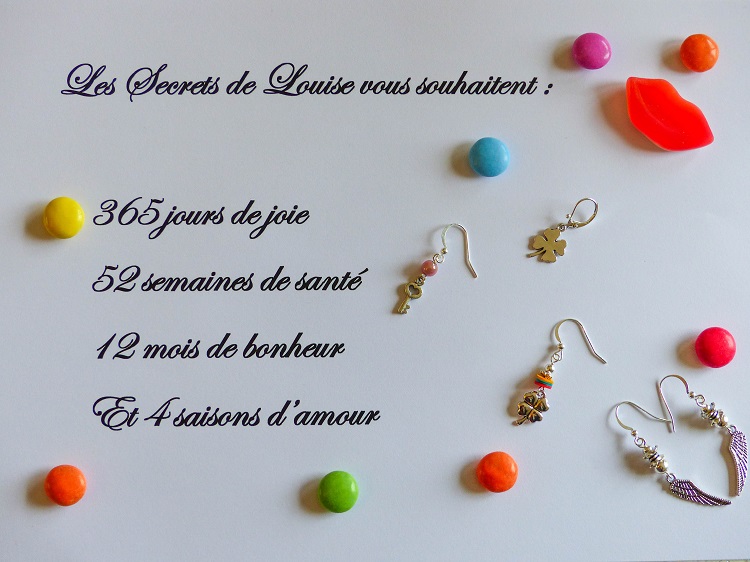 Les Secrets de Louise vous souhaitent :
365 jours de joie
52 semaines de santé
12 mois de bonheur
Et 4 saisons d'amour